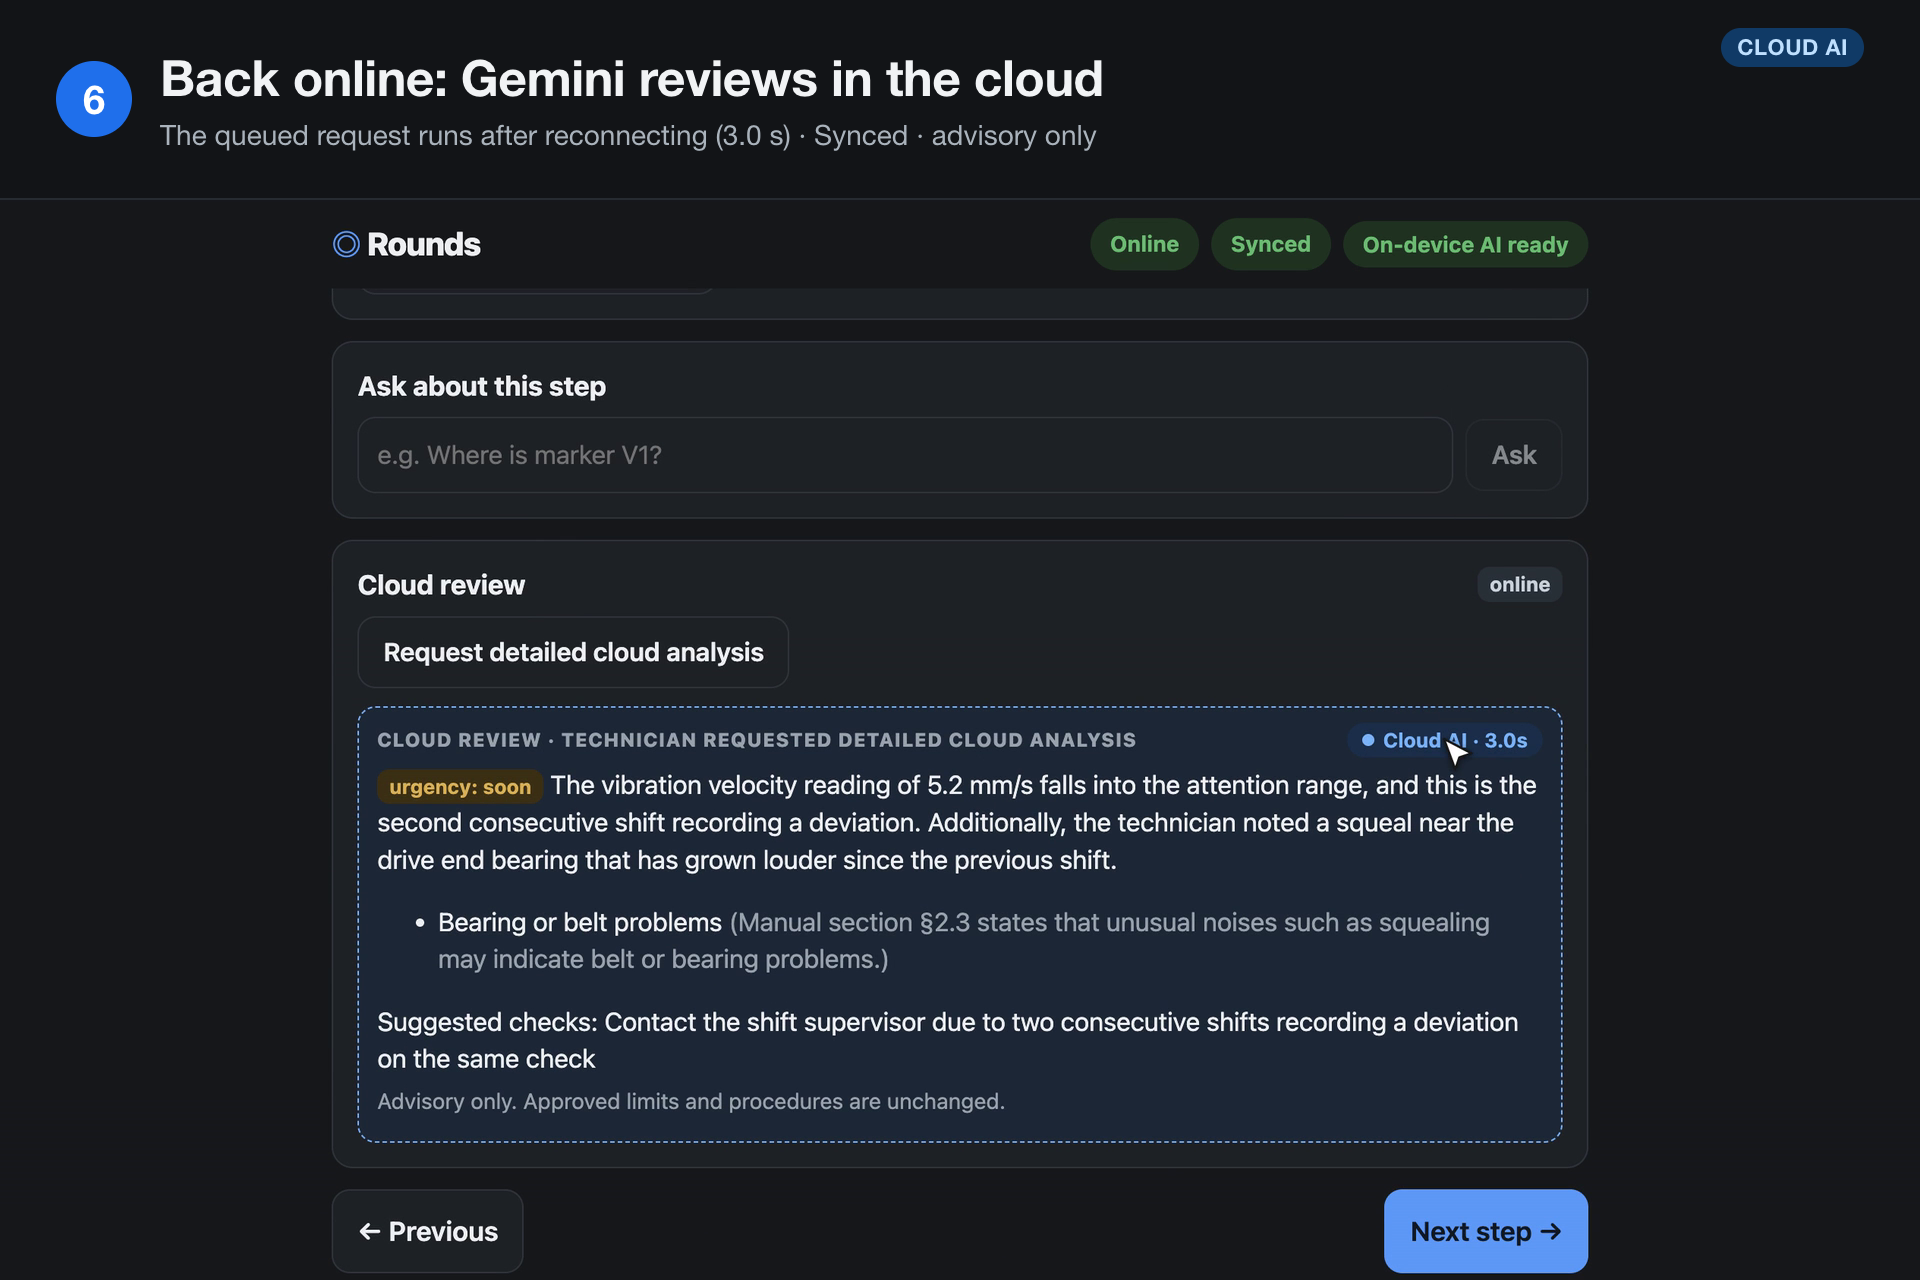 CLOUD AI
6
Back online: Gemini reviews in the cloud
The queued request runs after reconnecting (3.0 s) · Synced · advisory only
Rounds
Online
Synced
On-device AI ready
Ask about this step
e.g. Where is marker V1?
Ask
Cloud review
online
Request detailed cloud analysis
CLOUD REVIEW · TECHNICIAN REQUESTED DETAILED CLOUD ANALYSIS
Cloud AI · 3.0s
urgency: soon The vibration velocity reading of 5.2 mm/s falls into the attention range, and this is the
second consecutive shift recording a deviation. Additionally, the technician noted a squeal near the
drive end bearing that has grown louder since the previous shift.
• Bearing or belt problems (Manual section §2.3 states that unusual noises such as squealing
may indicate belt or bearing problems.)
Suggested checks: Contact the shift supervisor due to two consecutive shifts recording a deviation
on the same check
Advisory only. Approved limits and procedures are unchanged.
← Previous
Next step →